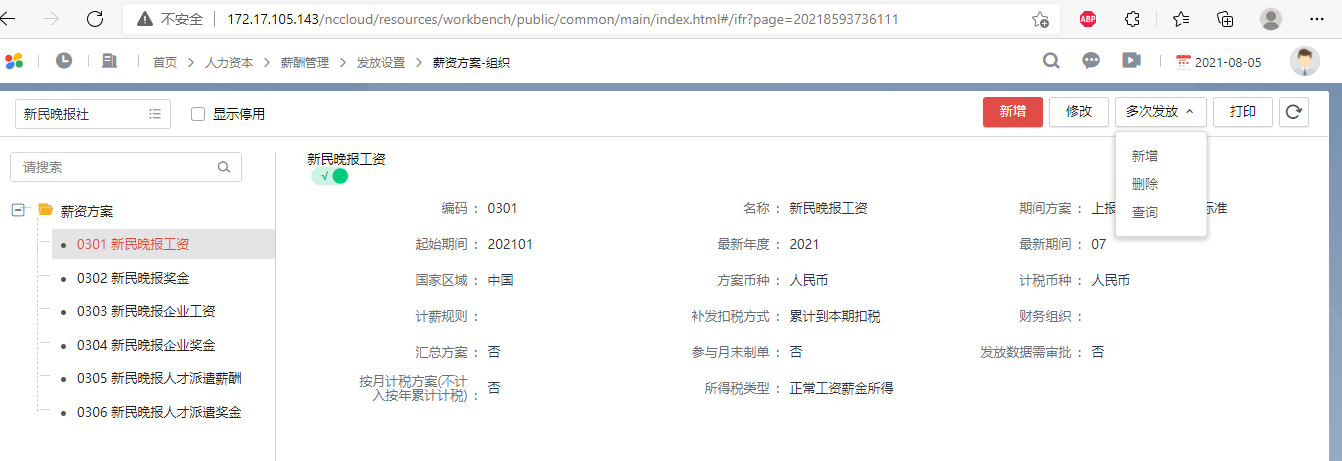 不安全 172.17.105.143/nccloud/resources/workbench/public/common/main/index.html#/ifr?page=20218593736111 ABP
首页 > 人力资本 > 薪酬管理 > 发放设置 > 薪资方案-组织 2021-08-05
新民晚报社 显示停用 新增 修改 多次发放 打印
新增
删除
查询
请搜索
薪资方案
0301 新民晚报工资
0302 新民晚报奖金
0303 新民晚报企业工资
0304 新民晚报企业奖金
0305 新民晚报人才派遣薪酬
0306 新民晚报人才派遣奖金
新民晚报工资
编码： 0301 名称： 新民晚报工资 期间方案： 上报 标准
起始期间： 202101 最新年度： 2021 最新期间： 07
国家区域： 中国 方案币种： 人民币 计税币种： 人民币
计薪规则： 补发扣税方式： 累计到本期扣税 财务组织：
汇总方案： 否 参与月末制单： 否 发放数据需审批： 否
按月计税方案(不计
入按年累计计税)： 否 所得税类型： 正常工资薪金所得